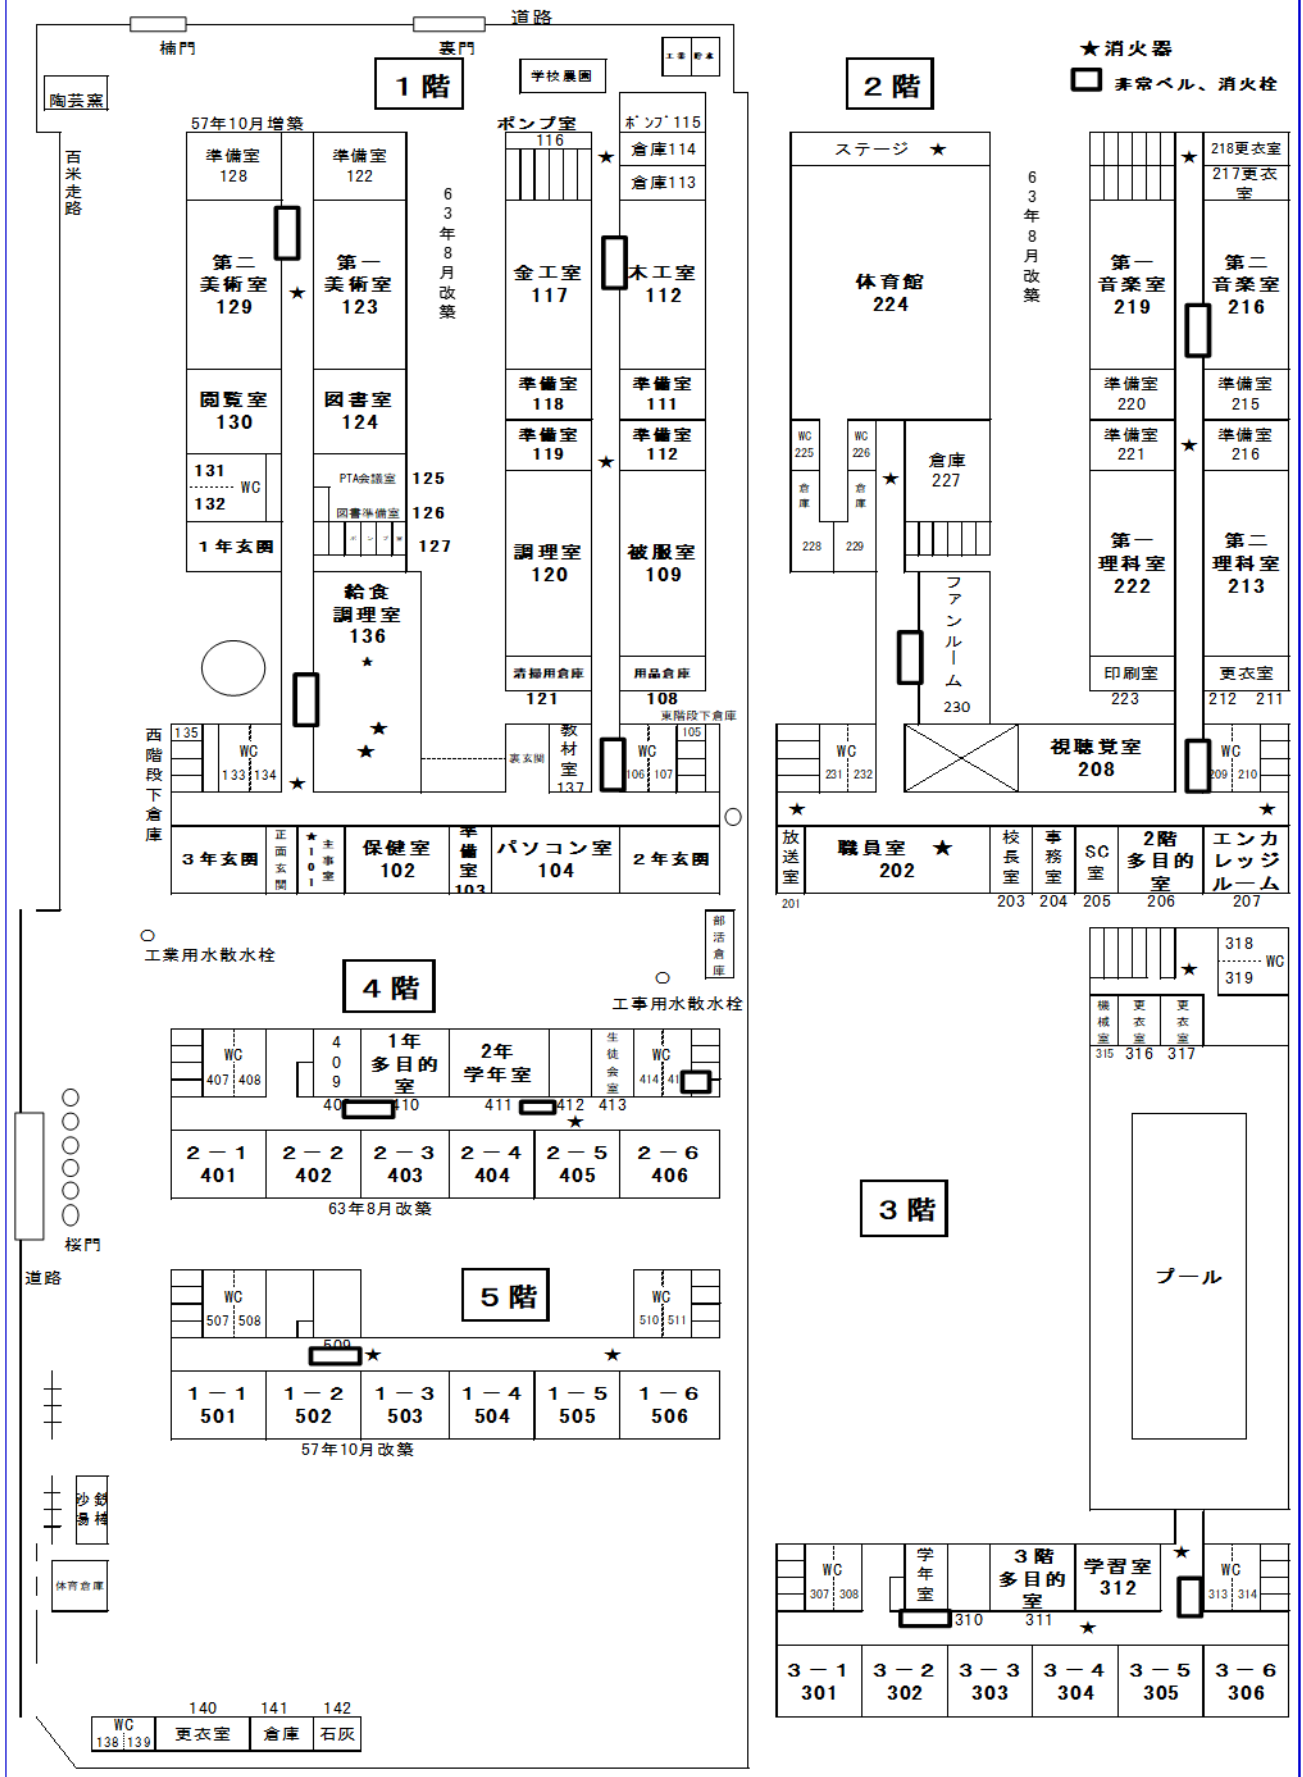 道路
楠門
裏門
1階
学校農園
陶芸窯
57年10月増築
百米走路
準備室
128
準備室
122
63年8月改築
ポンプ室
116
ﾎﾟﾝﾌﾟ115
倉庫114
倉庫113
第二
美術室
129
★
第一
美術室
123
金工室
117
★
木工室
112
閲覧室
130
図書室
124
準備室
118
準備室
111
準備室
119
★
準備室
112
131
WC
132
PTA会議室 125
図書準備室 126
127
1年玄関
調理室
120
被服室
109
給食
調理室
136
★
★
★
清掃用倉庫
121
用品倉庫
108
東階段下倉庫
西階段下倉庫
135
WC
133 134
★
裏玄関
教材室
137
WC
106 107
105
3年玄関
正面玄関
★101
主事室
保健室
102
準備室
103
パソコン室
104
2年玄関
部活倉庫
工業用水散水栓
工事用水散水栓
2階
★消火器
非常ベル、消火栓
ステージ ★
63年8月改築
体育館
224
★
218更衣室
217更衣室
第一
音楽室
219
第二
音楽室
216
準備室
220
準備室
215
準備室
221
★
準備室
216
WC
225
WC
226
倉庫
倉庫
228
229
★
倉庫
227
第一
理科室
222
第二
理科室
213
ファンルーム
230
印刷室
223
更衣室
212 211
WC
231 232
視聴覚室
208
WC
209 210
★
★
放送室
201
職員室 ★
202
校長室
203
事務室
204
SC
室
205
2階
多目的
室
206
エンカ
レッジ
ルーム
207
4階
WC
407 408
409
1年
多目的
室
410
2年
学年室
411
412
生徒会室
413
WC
414
★
2－1
401
2－2
402
2－3
403
2－4
404
2－5
405
2－6
406
63年8月改築
桜門
道路
5階
WC
507 508
509
★
★
WC
510 511
1－1
501
1－2
502
1－3
503
1－4
504
1－5
505
1－6
506
57年10月改築
砂場
鉄棒
体育倉庫
WC
138 139
140
更衣室
141
倉庫
142
石灰
★
318
WC
319
機械室
315
更衣室
316
更衣室
317
3階
プール
WC
307 308
学年室
310
3階
多目的
室
311
学習室
312
★
WC
313 314
★
3－1
301
3－2
302
3－3
303
3－4
304
3－5
305
3－6
306